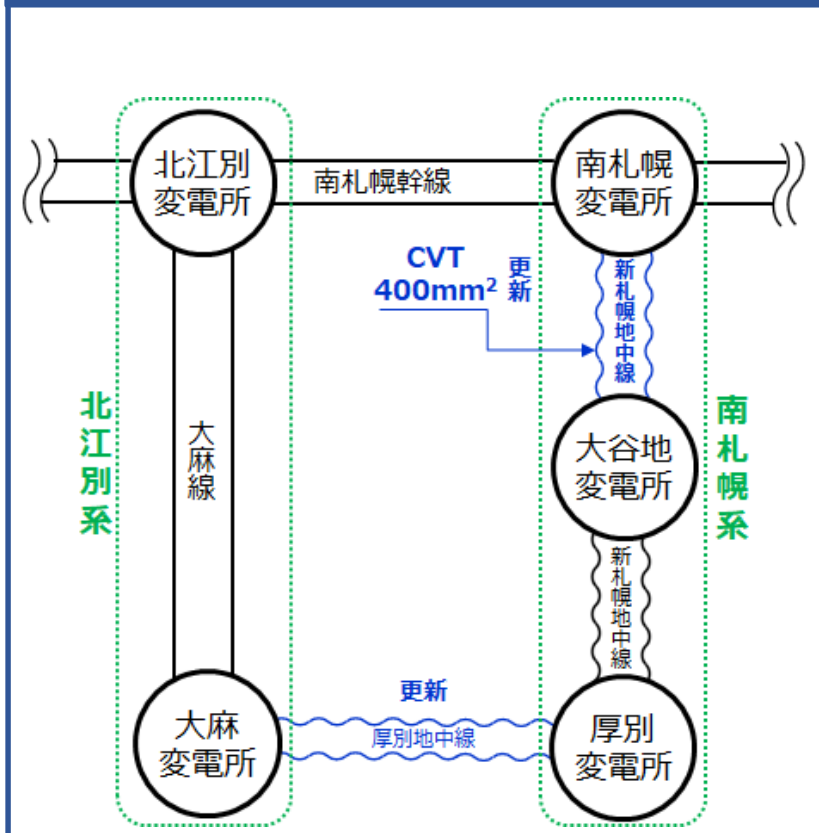 北江別
変電所
南札幌幹線
南札幌
変電所
CVT
400mm²
更新
新札幌地中線
北江別系
大麻線
大谷地
変電所
南札幌系
新札幌地中線
更新
大麻
変電所
厚別地中線
厚別
変電所